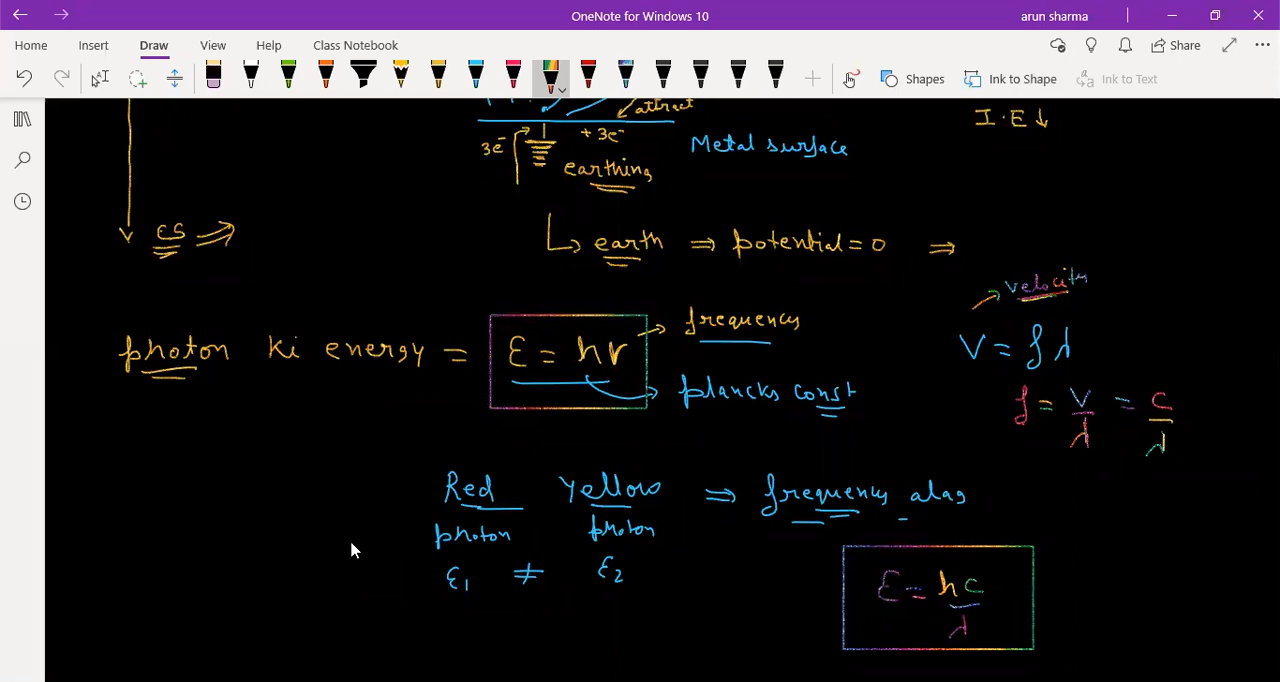 OneNote for Windows 10
arun sharma
Home Insert Draw View Help Class Notebook
Share
Shapes
Ink to Shape
Ink to Text
attract
3e⁻ + 3e⁻
earthing
Metal surface
I.E↓
Cs ⇒
↳ earth ⇒ potential = 0 ⇒
photon ki energy = E = hν
→ frequency
→ plancks const
→ velocity
V = fλ
f = V/λ = C/λ
Red Yellow ⇒ frequency alag
photon photon
E₁ ≠ E₂
E = hc/λ